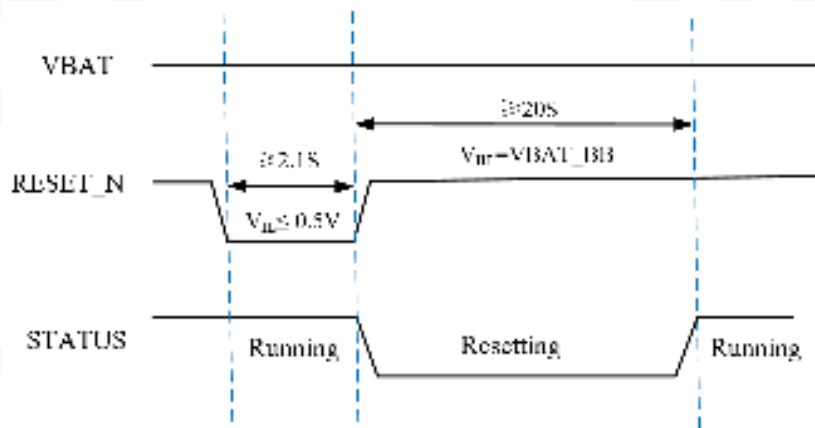 VBAT
≥20S
V_IH=VBAT_BB
≥2.1S
RESET_N
V_IL≤ 0.5V
STATUS
Running
Resetting
Running